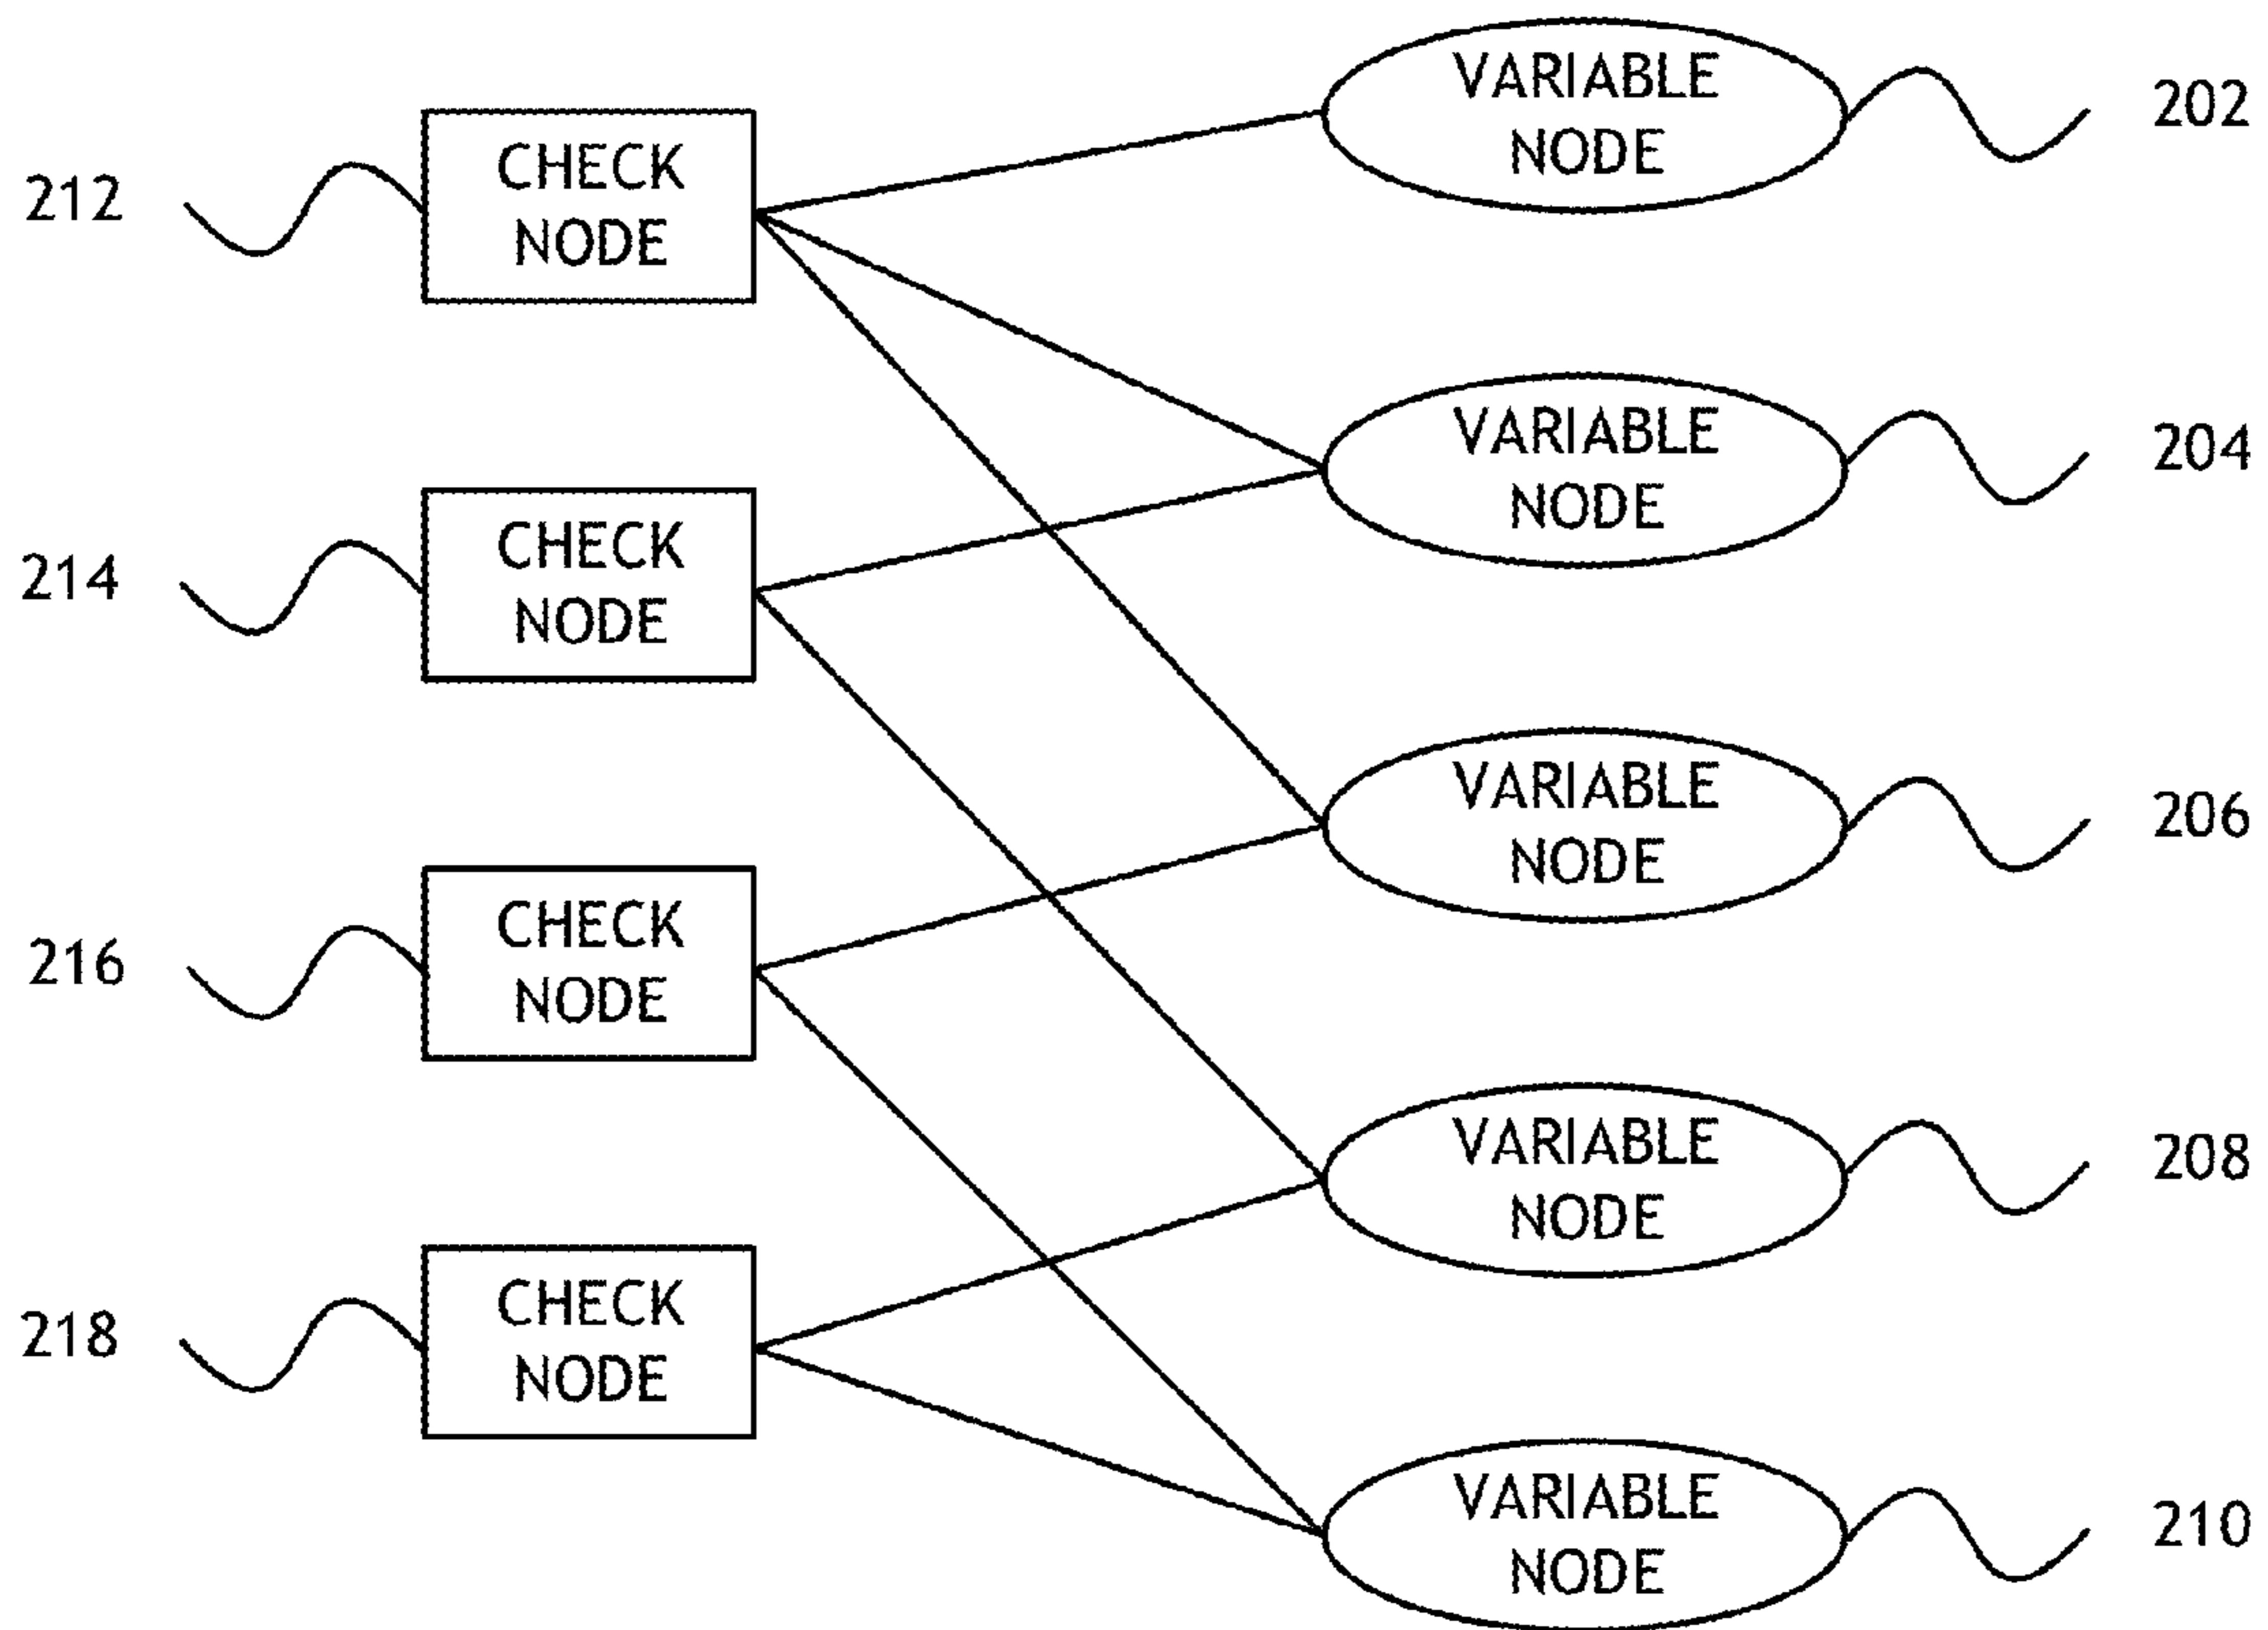 VARIABLE
NODE
202
212
CHECK
NODE
VARIABLE
NODE
204
214
CHECK
NODE
VARIABLE
NODE
206
216
CHECK
NODE
VARIABLE
NODE
208
218
CHECK
NODE
VARIABLE
NODE
210